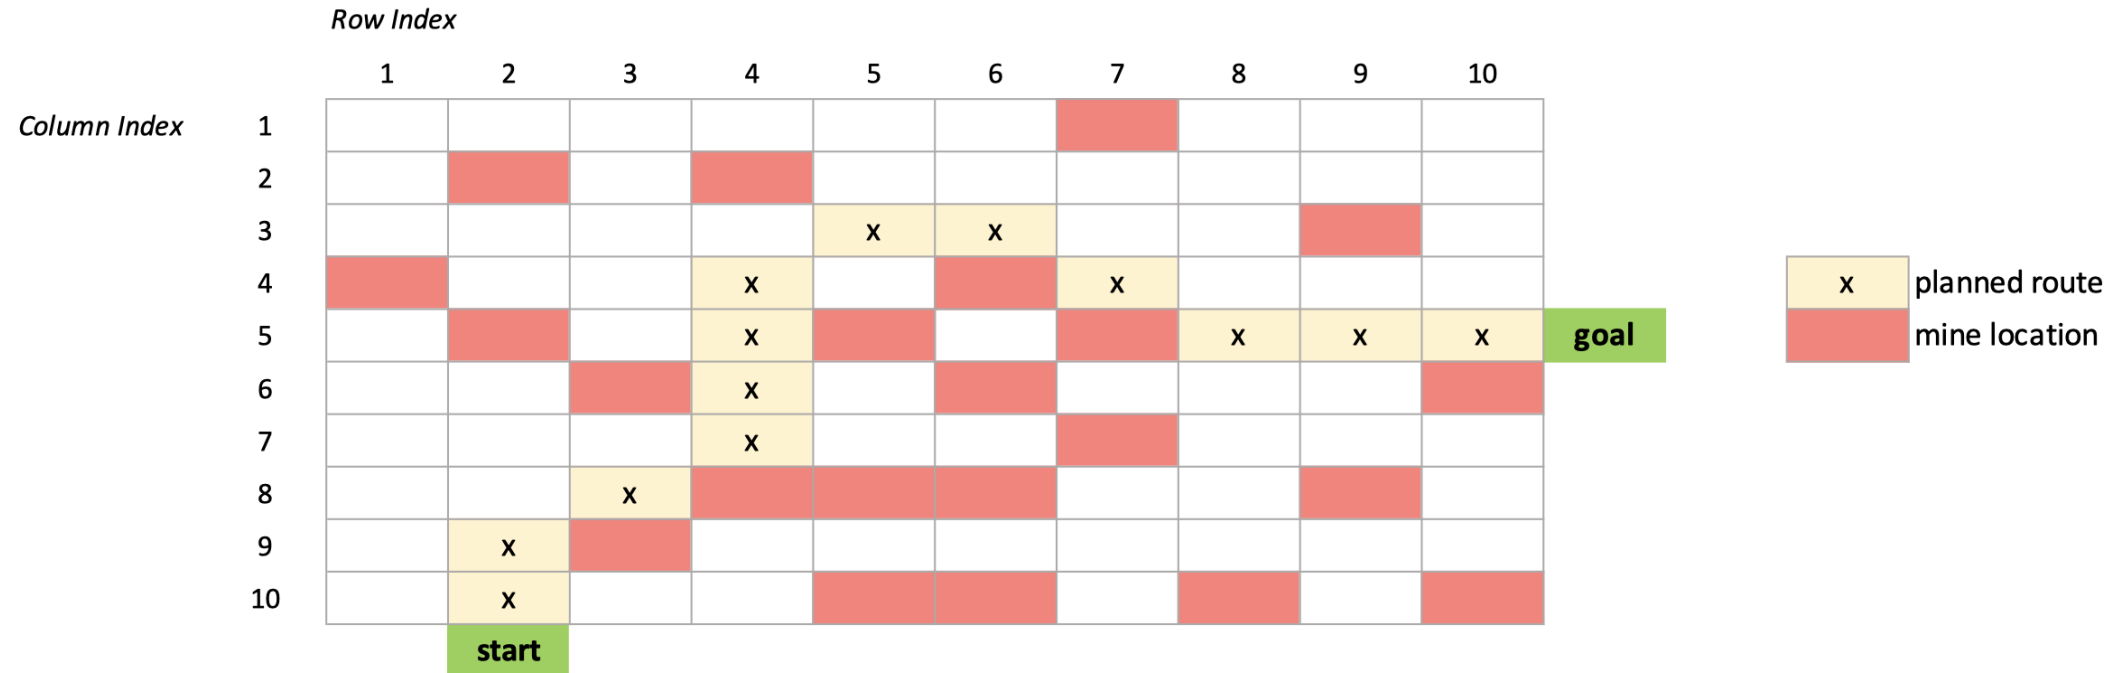 Row Index
1 2 3 4 5 6 7 8 9 10
Column Index 1
2
3 x x
4 x x x planned route
5 x x x x goal mine location
6 x
7 x
8 x
9 x
10 x
start